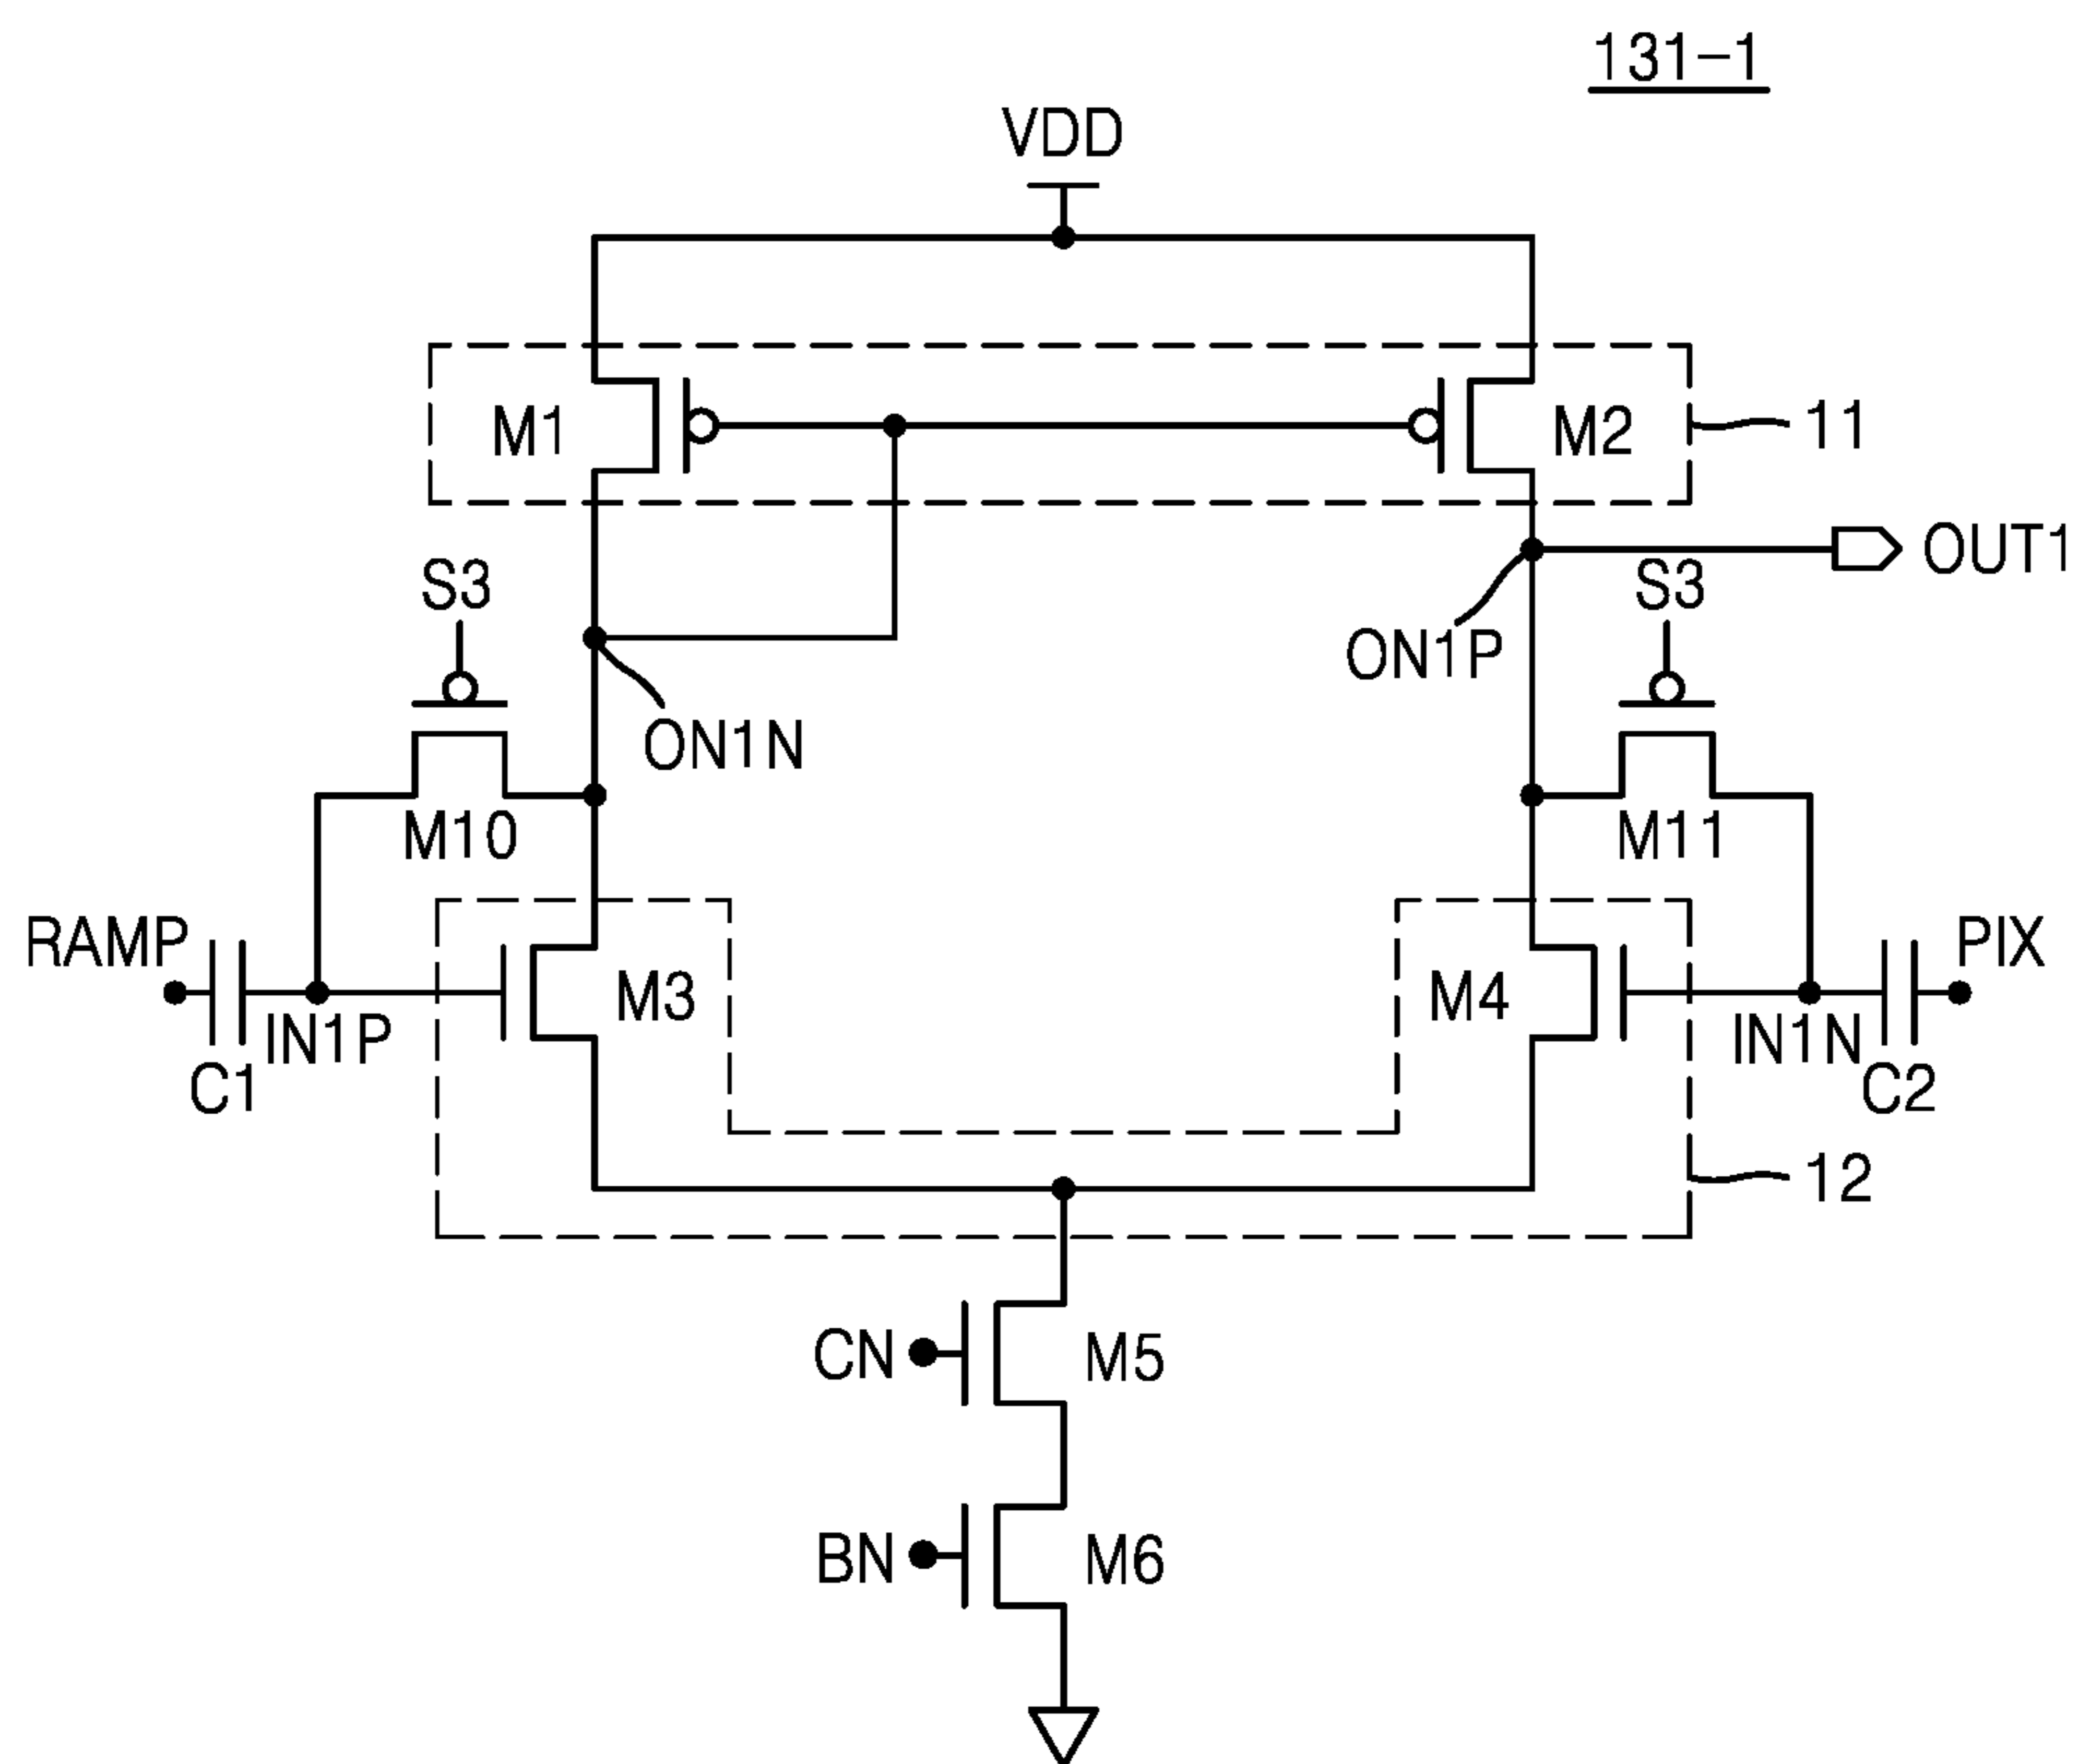 131-1
VDD
M1
M2
11
OUT1
S3
S3
ON1P
ON1N
M10
M11
RAMP
PIX
M3
M4
IN1P
IN1N
C1
C2
12
CN
M5
BN
M6